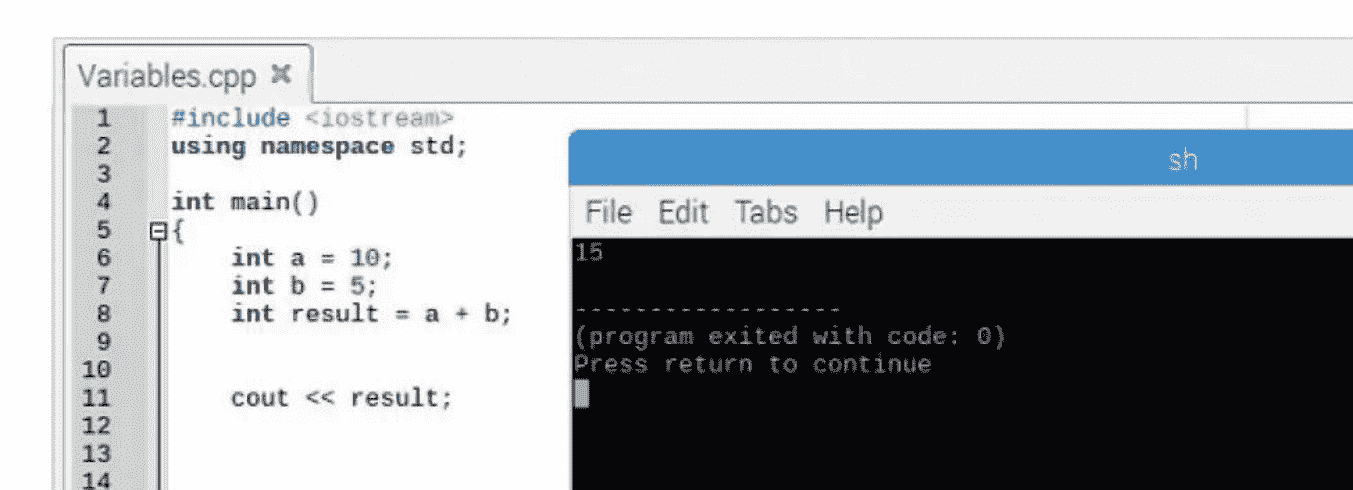 Variables.cpp
1 #include <iostream>
2 using namespace std;
3
4 int main()
5 {
6 int a = 10;
7 int b = 5;
8 int result = a + b;
9
10
11 cout << result;
12
13
14
sh
File Edit Tabs Help
15
------------------
(program exited with code: 0)
Press return to continue